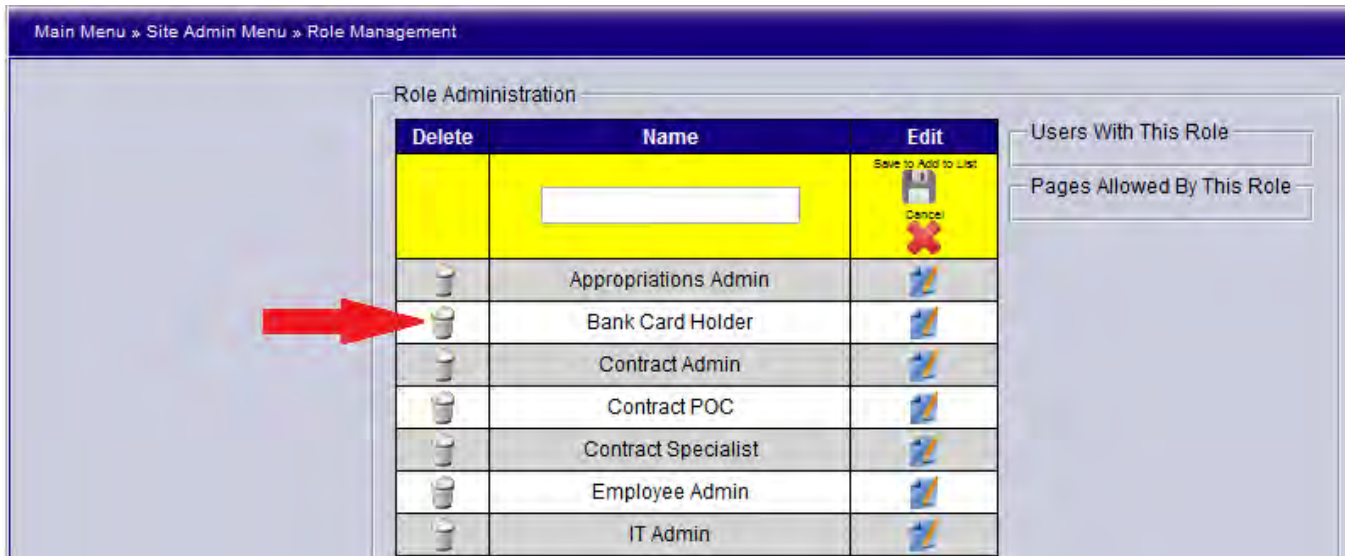 Main Menu » Site Admin Menu » Role Management
Role Administration
Delete Name Edit
Save to Add to List
Cancel
Appropriations Admin
Bank Card Holder
Contract Admin
Contract POC
Contract Specialist
Employee Admin
IT Admin
Users With This Role
Pages Allowed By This Role